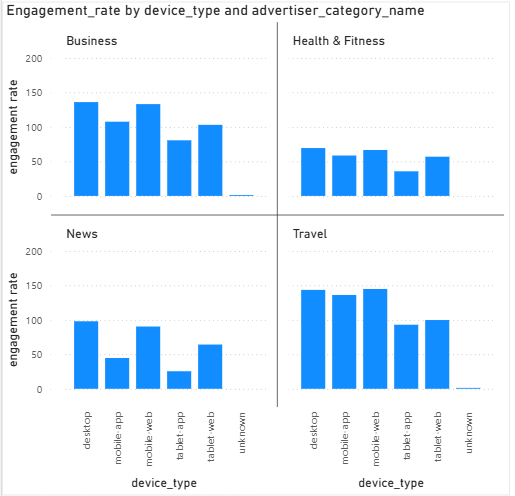 Engagement_rate by device_type and advertiser_category_name
Business
Health & Fitness
200
150
100
50
0
engagement rate
News
Travel
200
150
100
50
0
engagement rate
desktop
mobile-app
mobile-web
tablet-app
tablet-web
unknown
desktop
mobile-app
mobile-web
tablet-app
tablet-web
unknown
device_type
device_type